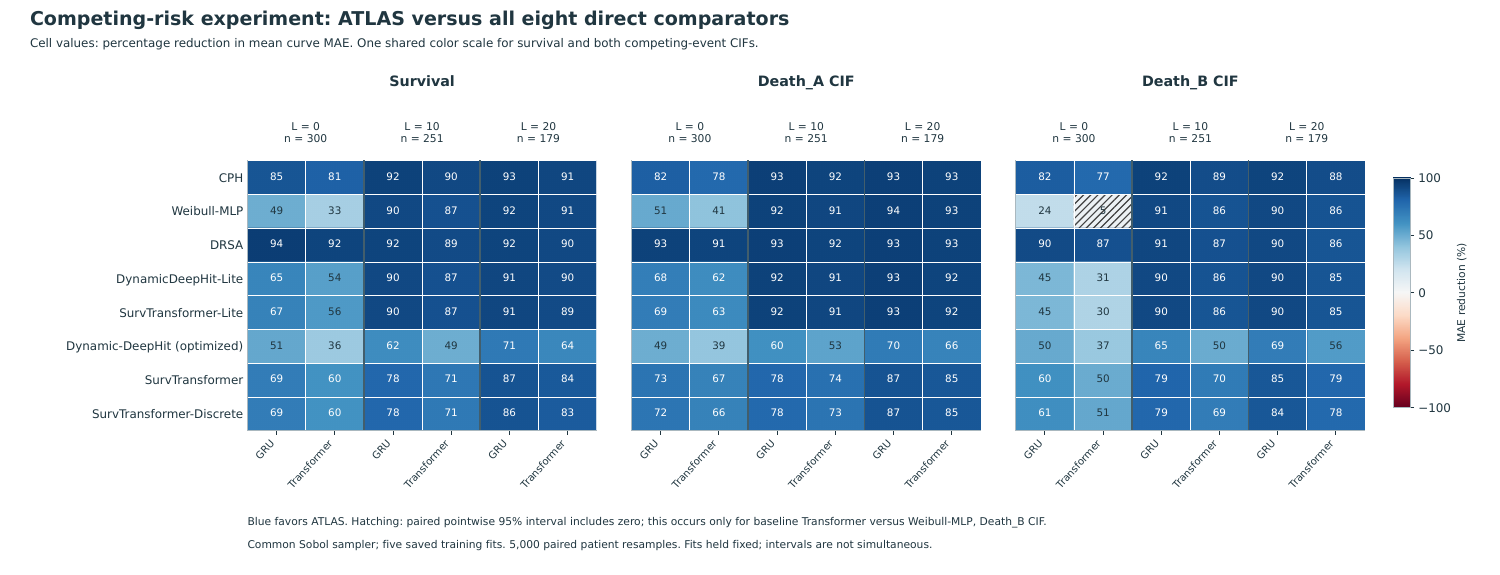 Competing-risk experiment: ATLAS versus all eight direct comparators
Cell values: percentage reduction in mean curve MAE. One shared color scale for survival and both competing-event CIFs.
Survival Death_A CIF Death_B CIF
L = 0 L = 10 L = 20 L = 0 L = 10 L = 20 L = 0 L = 10 L = 20
n = 300 n = 251 n = 179 n = 300 n = 251 n = 179 n = 300 n = 251 n = 179
CPH 85 81 92 90 93 91 82 78 93 92 93 93 82 77 92 89 92 88
Weibull-MLP 49 33 90 87 92 91 51 41 92 91 94 93 24 5 91 86 90 86
DRSA 94 92 92 89 92 90 93 91 93 92 93 93 90 87 91 87 90 86
DynamicDeepHit-Lite 65 54 90 87 91 90 68 62 92 91 93 92 45 31 90 86 90 85
SurvTransformer-Lite 67 56 90 87 91 89 69 63 92 91 93 92 45 30 90 86 90 85
Dynamic-DeepHit (optimized) 51 36 62 49 71 64 49 39 60 53 70 66 50 37 65 50 69 56
SurvTransformer 69 60 78 71 87 84 73 67 78 74 87 85 60 50 79 70 85 79
SurvTransformer-Discrete 69 60 78 71 86 83 72 66 78 73 87 85 61 51 79 69 84 78
GRU Transformer GRU Transformer GRU Transformer GRU Transformer GRU Transformer GRU Transformer GRU Transformer GRU Transformer GRU Transformer
100
50
0
−50
−100
MAE reduction (%)
Blue favors ATLAS. Hatching: paired pointwise 95% interval includes zero; this occurs only for baseline Transformer versus Weibull-MLP, Death_B CIF.
Common Sobol sampler; five saved training fits. 5,000 paired patient resamples. Fits held fixed; intervals are not simultaneous.